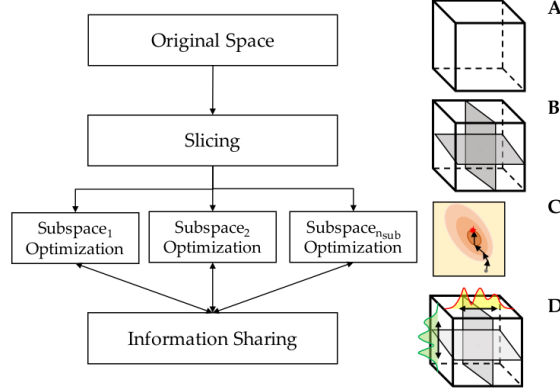 Original Space
A
Slicing
B
Subspace₁ Optimization
Subspace₂ Optimization
Subspaceₙₛᵤb Optimization
C
Information Sharing
D